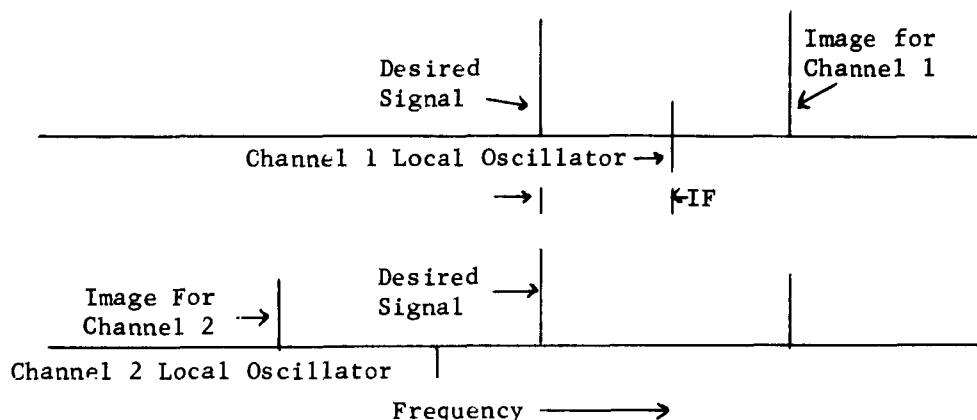 Image for
Channel 1
Desired
Signal
Channel 1 Local Oscillator
IF
Desired
Signal
Image For
Channel 2
Channel 2 Local Oscillator
Frequency